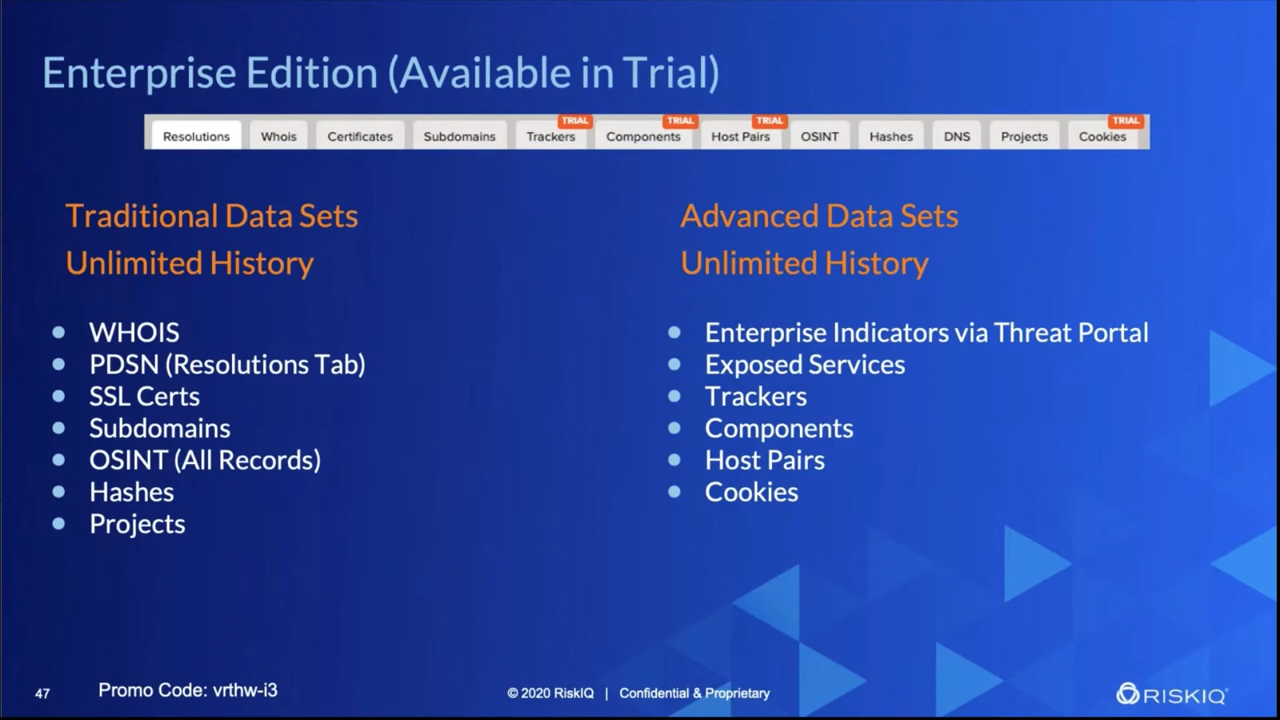 Enterprise Edition (Available in Trial)
TRIAL TRIAL TRIAL TRIAL
Resolutions Whois Certificates Subdomains Trackers Components Host Pairs OSINT Hashes DNS Projects Cookies
Traditional Data Sets
Unlimited History
● WHOIS
● PDSN (Resolutions Tab)
● SSL Certs
● Subdomains
● OSINT (All Records)
● Hashes
● Projects
Advanced Data Sets
Unlimited History
● Enterprise Indicators via Threat Portal
● Exposed Services
● Trackers
● Components
● Host Pairs
● Cookies
47 Promo Code: vrthw-i3 © 2020 RiskIQ | Confidential & Proprietary RISKIQ